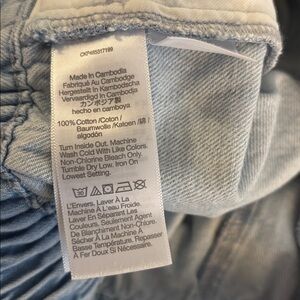 Made in Cambodia
Fabriqué Au Cambodge
Hergestellt in Kambodscha
Vervaardigd in Cambodja
カンボジア製
hecho en camboya
100% Cotton /Coton /
Baumwolle /Katoen / 綿 /
algodón
Turn Inside Out. Machine
Wash Cold With Like Colors.
Non-Chlorine Bleach Only.
Tumble Dry Low. Iron On
Lowest Setting.
L'Envers, Laver À La
Machine À L'eau Froide.
Laver En Séparant Les
Couleurs, Seulement Agent
De Blanchiment Non-Chloré.
Sécher À La Machine À
Basse Température. Repasser
À Fer Doux Si Nécessaire.